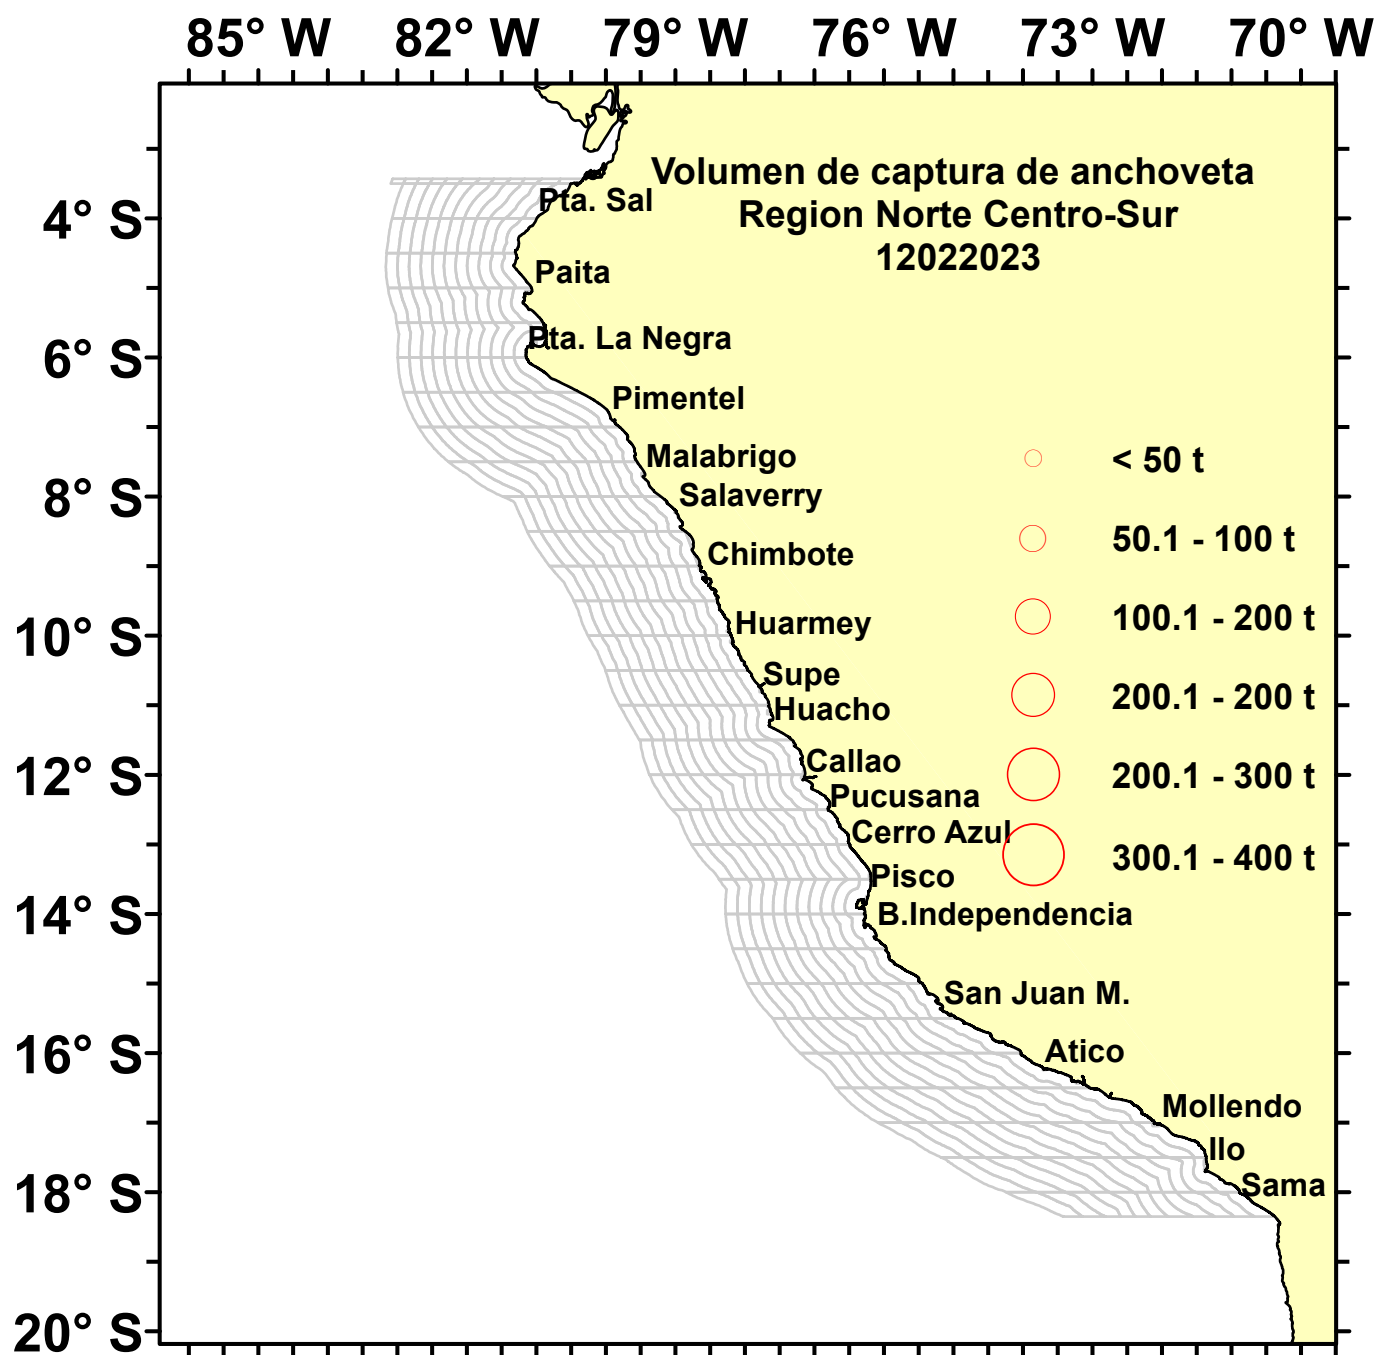 85° W 82° W 79° W 76° W 73° W 70° W
Volumen de captura de anchoveta
Region Norte Centro-Sur
12022023
4° S
6° S
8° S
10° S
12° S
14° S
16° S
18° S
20° S
Pta. Sal
Paita
Pta. La Negra
Pimentel
Malabrigo
Salaverry
Chimbote
Huarmey
Supe
Huacho
Callao
Pucusana
Cerro Azul
Pisco
B.Independencia
San Juan M.
Atico
Mollendo
Ilo
Sama
< 50 t
50.1 - 100 t
100.1 - 200 t
200.1 - 200 t
200.1 - 300 t
300.1 - 400 t